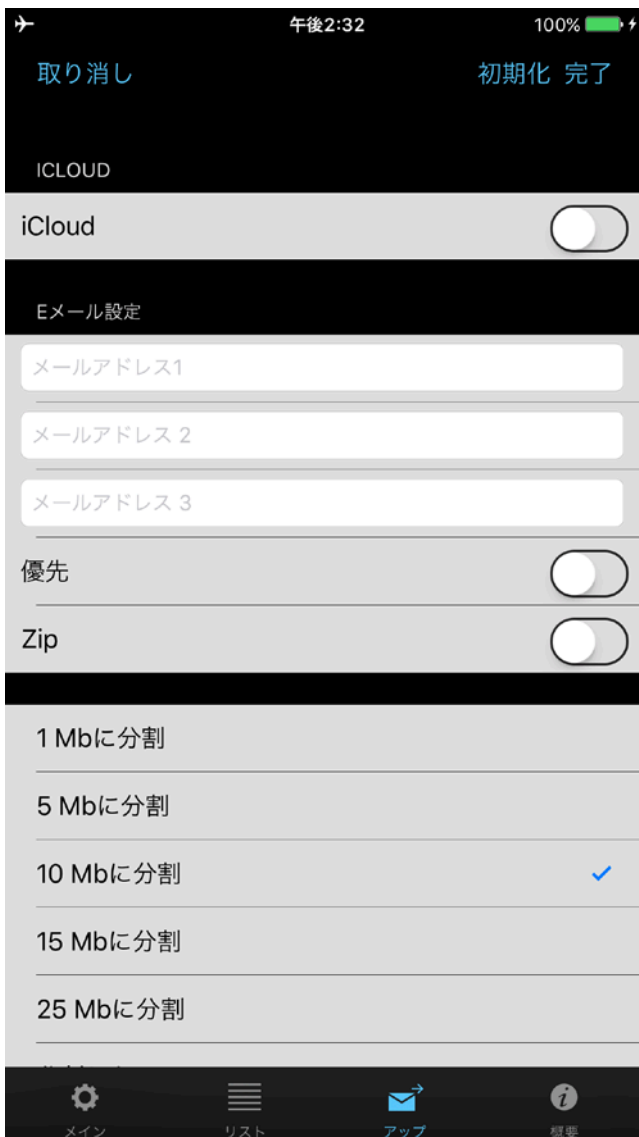 午後2:32 100%
取り消し 初期化 完了
ICLOUD
iCloud
Eメール設定
メールアドレス1
メールアドレス 2
メールアドレス 3
優先
Zip
1 Mbに分割
5 Mbに分割
10 Mbに分割
15 Mbに分割
25 Mbに分割
メイン リスト アップ 概要